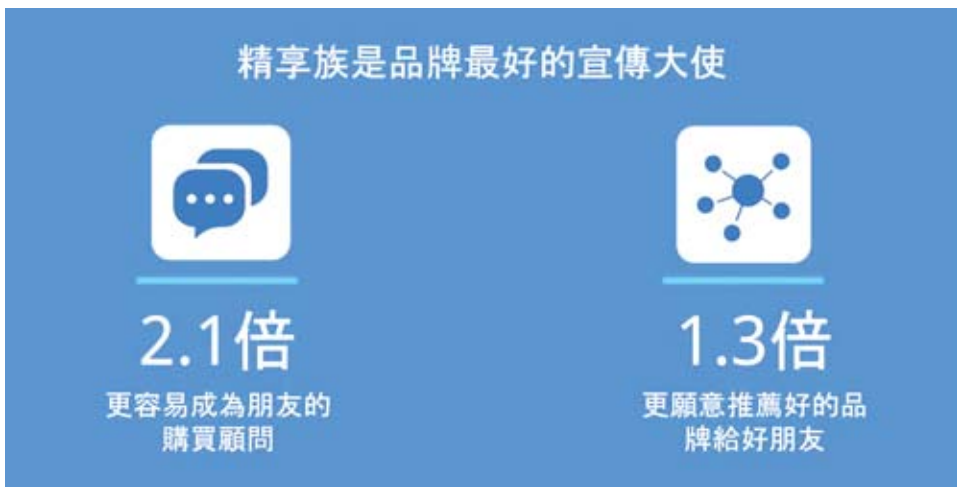 精享族是品牌最好的宣傳大使
2.1倍
更容易成為朋友的
購買顧問
1.3倍
更願意推薦好的品
牌給好朋友